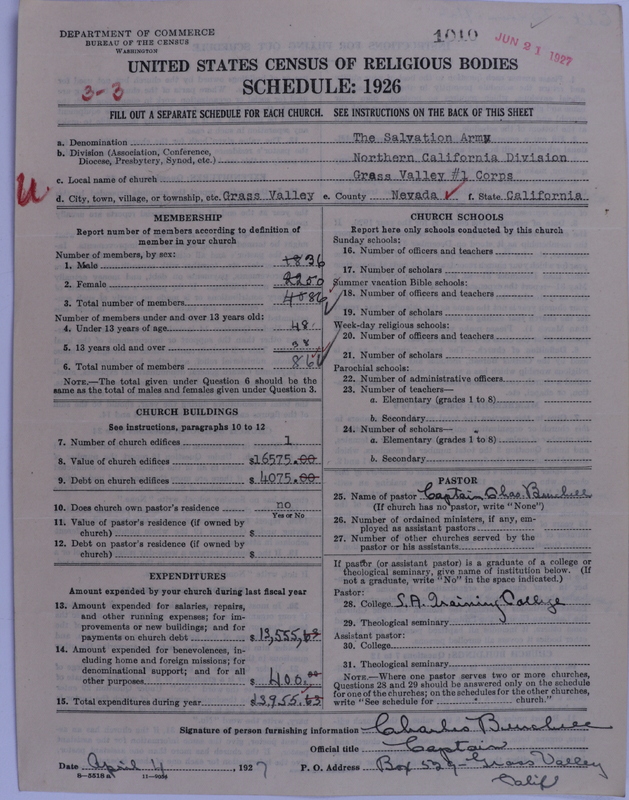 DEPARTMENT OF COMMERCE
BUREAU OF THE CENSUS
WASHINGTON
1019
JUN 21 1927
UNITED STATES CENSUS OF RELIGIOUS BODIES
3-3
SCHEDULE: 1926
FILL OUT A SEPARATE SCHEDULE FOR EACH CHURCH. SEE INSTRUCTIONS ON THE BACK OF THIS SHEET
a. Denomination The Salvation Army
b. Division (Association, Conference, Diocese, Presbytery, Synod, etc.) Northern California Division
c. Local name of church Grass Valley #1 Corps
d. City, town, village, or township, etc. Grass Valley e. County Nevada f. State California
MEMBERSHIP
Report number of members according to definition of
member in your church
Number of members, by sex:
1. Male
2. Female
3. Total number of members
Number of members under and over 13 years old:
4. Under 13 years of age 48
5. 13 years old and over 38
6. Total number of members 86
NOTE.—The total given under Question 6 should be
same as the total of males and females given under Question 3.
CHURCH BUILDINGS
See instructions, paragraphs 10 to 12
7. Number of church edifices 1
8. Value of church edifices $16575.00
9. Debt on church edifices $4075.00
10. Does church own pastor's residence no
Yes or No
11. Value of pastor's residence (if owned by
church) $
12. Debt on pastor's residence (if owned by
church) $
EXPENDITURES
Amount expended by your church during last fiscal year
13. Amount expended for salaries, repairs,
and other running expenses; for im-
provements or new buildings; and for
payments on church debt $13,555.63
14. Amount expended for benevolences, in-
cluding home and foreign missions; for
denominational support; and for all
other purposes $400.00
15. Total expenditures during year $13955.63
CHURCH SCHOOLS
Report here only schools conducted by this church
Sunday schools:
16. Number of officers and teachers
17. Number of scholars
Summer vacation Bible schools:
18. Number of officers and teachers
19. Number of scholars
Week-day religious schools:
20. Number of officers and teachers
21. Number of scholars
Parochial schools:
22. Number of administrative officers
23. Number of teachers—
a. Elementary (grades 1 to 8)
b. Secondary
24. Number of scholars—
a. Elementary (grades 1 to 8)
b. Secondary
PASTOR
25. Name of pastor Captain Chas.
(If church has no pastor, write "None")
26. Number of ordained ministers, if any, em-
ployed as assistant pastors
27. Number of other churches served by the
pastor or his assistants
If pastor (or assistant pastor) is a graduate of a college or
theological seminary, give name of institution below. (If
not a graduate, write "No" in the space indicated.)
Pastor:
28. College S.A. Training College
29. Theological seminary
Assistant pastor:
30. College
31. Theological seminary
NOTE.—Where one pastor serves two or more churches,
Questions 28 and 29 should be answered only on the schedule
for one of the churches; on the schedules for the other churches,
write "See schedule for church."
Signature of person furnishing information Charles
Official title Captain
Date April 4, 1927 P. O. Address Box 529 - Grass Valley
8-5518 a 11-9034
Calif